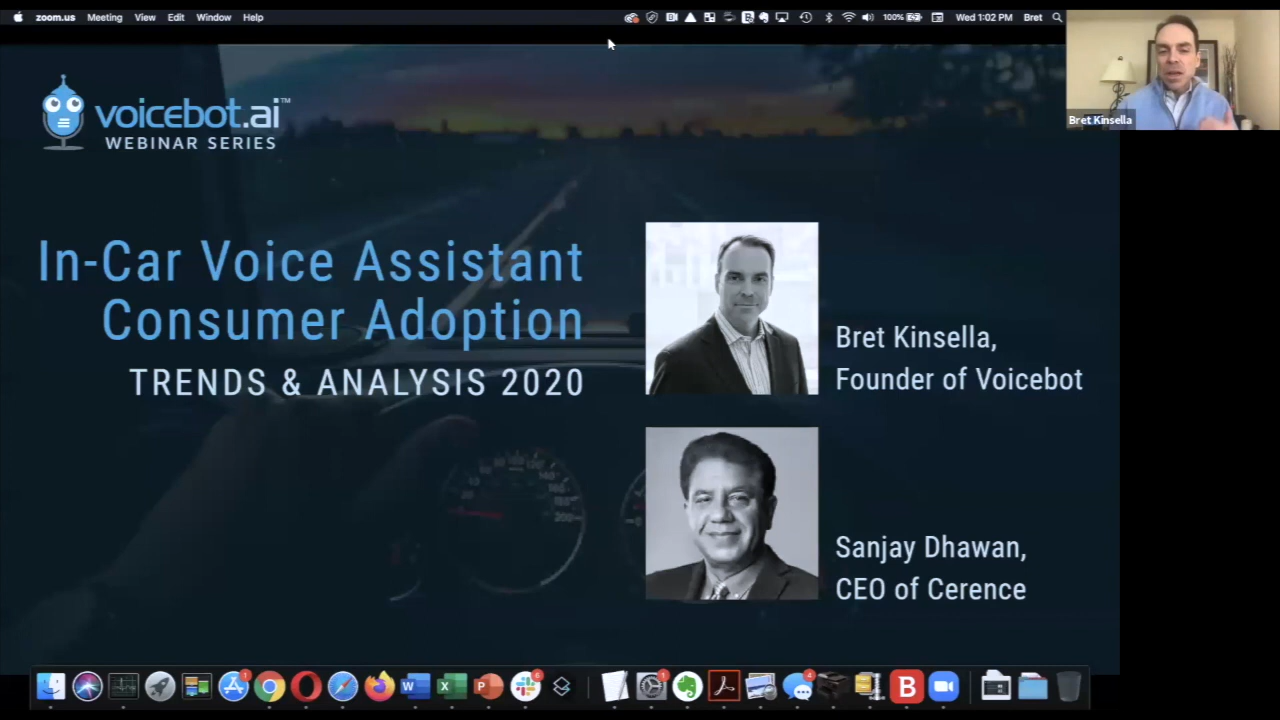 zoom.us Meeting View Edit Window Help
100% Wed 1:02 PM Bret
Bret Kinsella
voicebot.ai™
WEBINAR SERIES
In-Car Voice Assistant
Consumer Adoption
TRENDS & ANALYSIS 2020
Bret Kinsella,
Founder of Voicebot
Sanjay Dhawan,
CEO of Cerence